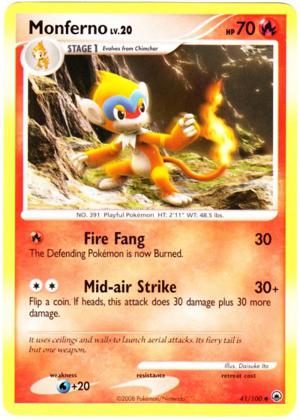 Monferno LV.20
HP 70
STAGE 1 Evolves from Chimchar
NO. 391 Playful Pokémon HT: 2'11" WT: 48.5 lbs.
Fire Fang 30
The Defending Pokémon is now Burned.
Mid-air Strike 30+
Flip a coin. If heads, this attack does 30 damage plus 30 more
damage.
It uses ceilings and walls to launch aerial attacks. Its fiery tail is
but one weapon.
Illus. Daisuke Ito
weakness resistance retreat cost
+20
©2008 Pokémon/Nintendo
41/100